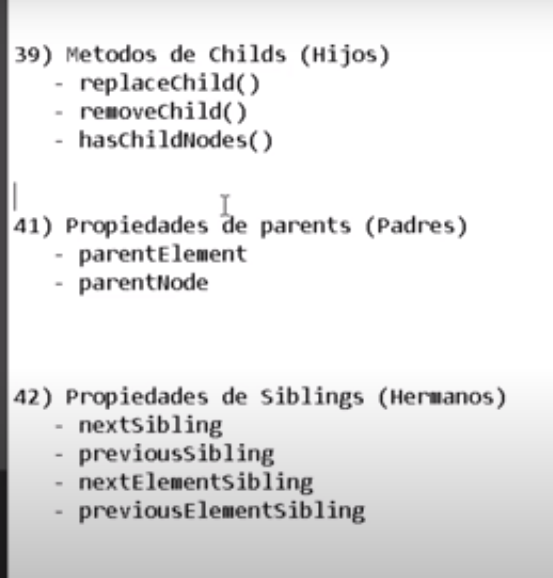 39) Metodos de Childs (Hijos)
- replaceChild()
- removeChild()
- hasChildNodes()
41) Propiedades de parents (Padres)
- parentElement
- parentNode
42) Propiedades de Siblings (Hermanos)
- nextSibling
- previousSibling
- nextElementSibling
- previousElementSibling